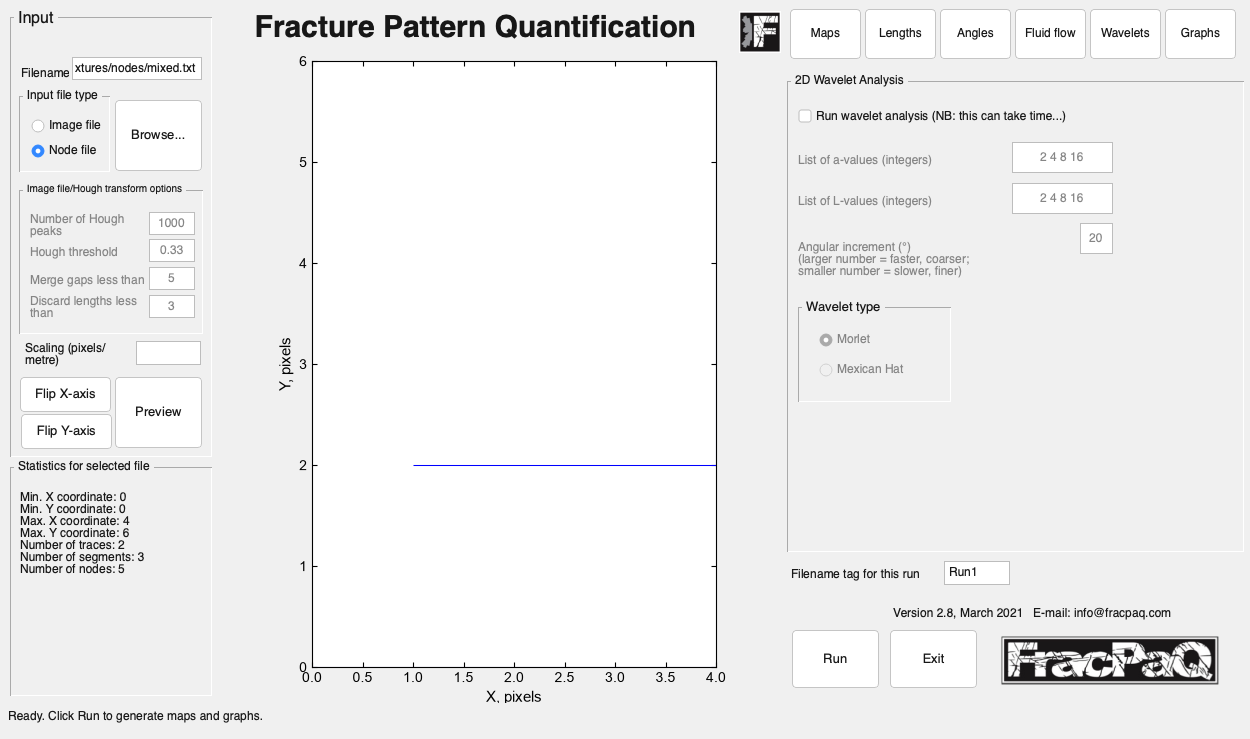 Input
Fracture Pattern Quantification
Maps
Lengths
Angles
Fluid flow
Wavelets
Graphs
Filename
xtures/nodes/mixed.txt
Input file type
Image file
Node file
Browse...
Image file/Hough transform options
Number of Hough
peaks
1000
Hough threshold
0.33
Merge gaps less than
5
Discard lengths less
than
3
Scaling (pixels/
metre)
Flip X-axis
Flip Y-axis
Preview
Statistics for selected file
Min. X coordinate: 0
Min. Y coordinate: 0
Max. X coordinate: 4
Max. Y coordinate: 6
Number of traces: 2
Number of segments: 3
Number of nodes: 5
Ready. Click Run to generate maps and graphs.
6
5
4
3
2
1
0
Y, pixels
0.0
0.5
1.0
1.5
2.0
2.5
3.0
3.5
4.0
X, pixels
F
2D Wavelet Analysis
Run wavelet analysis (NB: this can take time...)
List of a-values (integers)
2 4 8 16
List of L-values (integers)
2 4 8 16
Angular increment (°)
(larger number = faster, coarser;
smaller number = slower, finer)
20
Wavelet type
Morlet
Mexican Hat
Filename tag for this run
Run1
Version 2.8, March 2021 E-mail: info@fracpaq.com
Run
Exit
FracPaQ